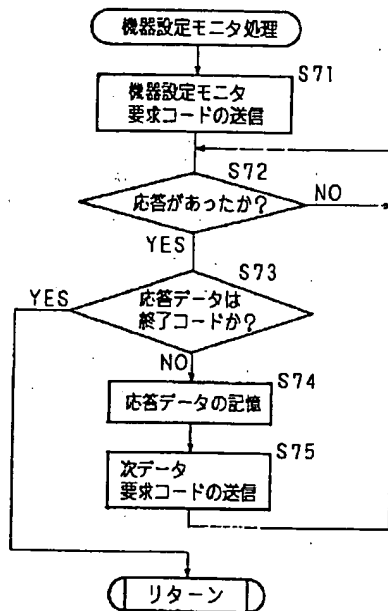 機器設定モニタ処理
S71
機器設定モニタ
要求コードの送信
S72
応答があったか?
NO
YES
S73
YES
応答データは
終了コードか?
NO
S74
応答データの記憶
S75
次データ
要求コードの送信
リターン